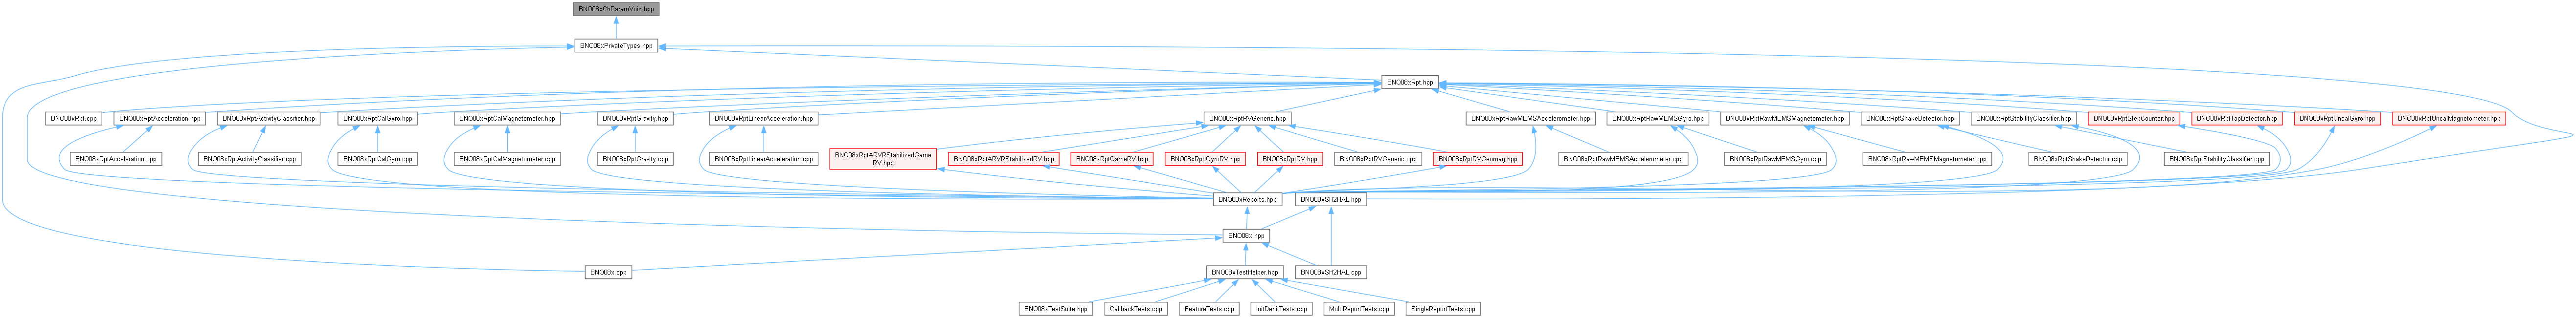 BNO08xCbParamVoid.hpp
BNO08xPrivateTypes.hpp
BNO08xRpt.hpp
BNO08xRpt.cpp
BNO08xRptAcceleration.hpp
BNO08xRptActivityClassifier.hpp
BNO08xRptCalGyro.hpp
BNO08xRptCalMagnetometer.hpp
BNO08xRptGravity.hpp
BNO08xRptLinearAcceleration.hpp
BNO08xRptRVGeneric.hpp
BNO08xRptRawMEMSAccelerometer.hpp
BNO08xRptRawMEMSGyro.hpp
BNO08xRptRawMEMSMagnetometer.hpp
BNO08xRptShakeDetector.hpp
BNO08xRptStabilityClassifier.hpp
BNO08xRptStepCounter.hpp
BNO08xRptTapDetector.hpp
BNO08xRptUncalGyro.hpp
BNO08xRptUncalMagnetometer.hpp
BNO08xRptAcceleration.cpp
BNO08xRptActivityClassifier.cpp
BNO08xRptCalGyro.cpp
BNO08xRptCalMagnetometer.cpp
BNO08xRptGravity.cpp
BNO08xRptLinearAcceleration.cpp
BNO08xRptARVRStabilizedGame
RV.hpp
BNO08xRptARVRStabilizedRV.hpp
BNO08xRptGameRV.hpp
BNO08xRptGyroRV.hpp
BNO08xRptRV.hpp
BNO08xRptRVGeneric.cpp
BNO08xRptRVGeomag.hpp
BNO08xRptRawMEMSAccelerometer.cpp
BNO08xRptRawMEMSGyro.cpp
BNO08xRptRawMEMSMagnetometer.cpp
BNO08xRptShakeDetector.cpp
BNO08xRptStabilityClassifier.cpp
BNO08xReports.hpp
BNO08xSH2HAL.hpp
BNO08x.hpp
BNO08x.cpp
BNO08xTestHelper.hpp
BNO08xSH2HAL.cpp
BNO08xTestSuite.hpp
CallbackTests.cpp
FeatureTests.cpp
InitDenitTests.cpp
MultiReportTests.cpp
SingleReportTests.cpp